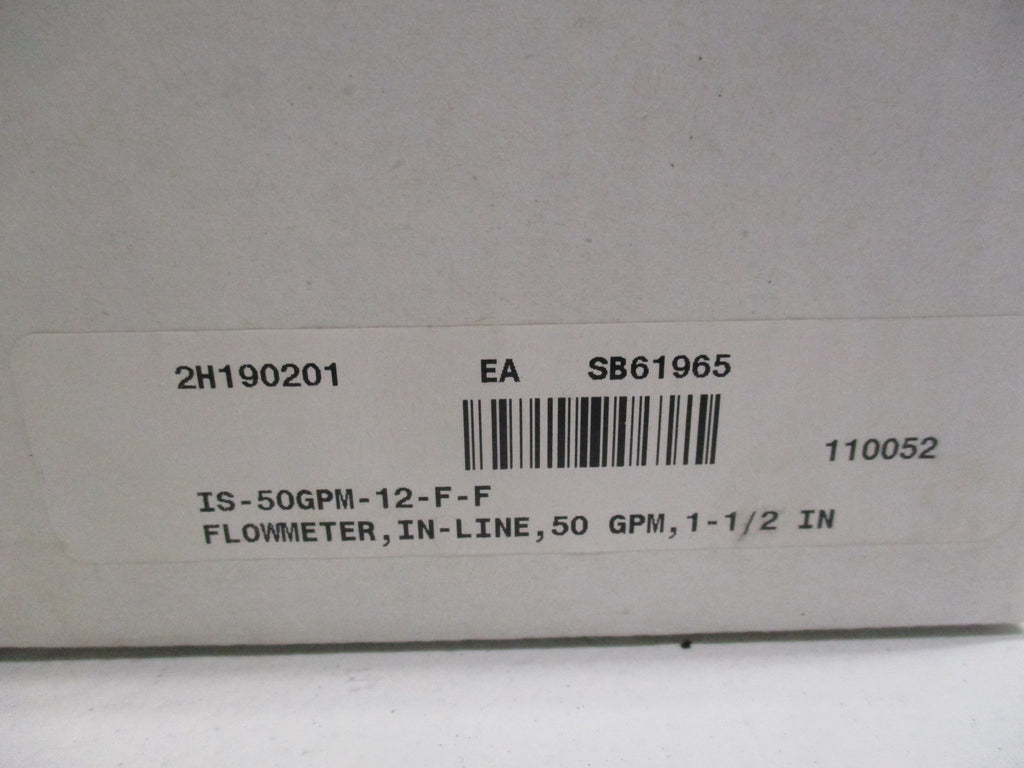 2H190201 EA SB61965
110052
IS-50GPM-12-F-F
FLOWMETER,IN-LINE,50 GPM,1-1/2 IN